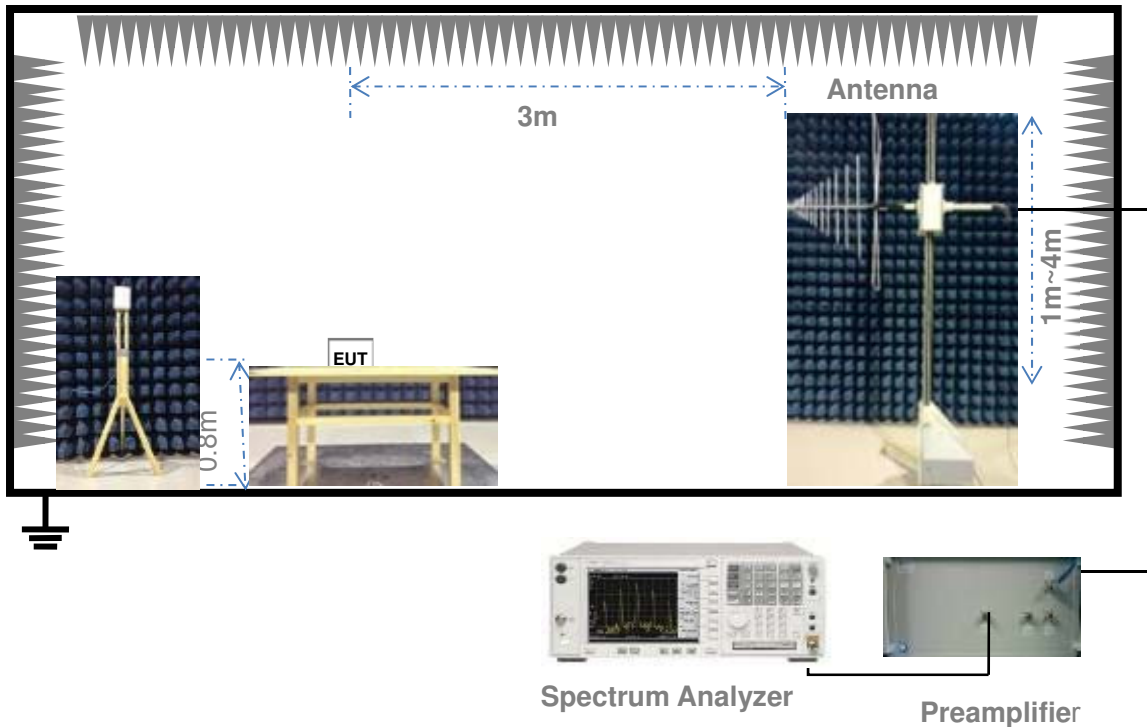 Antenna
3m
1m~4m
EUT
0.8m
Spectrum Analyzer
Preamplifier